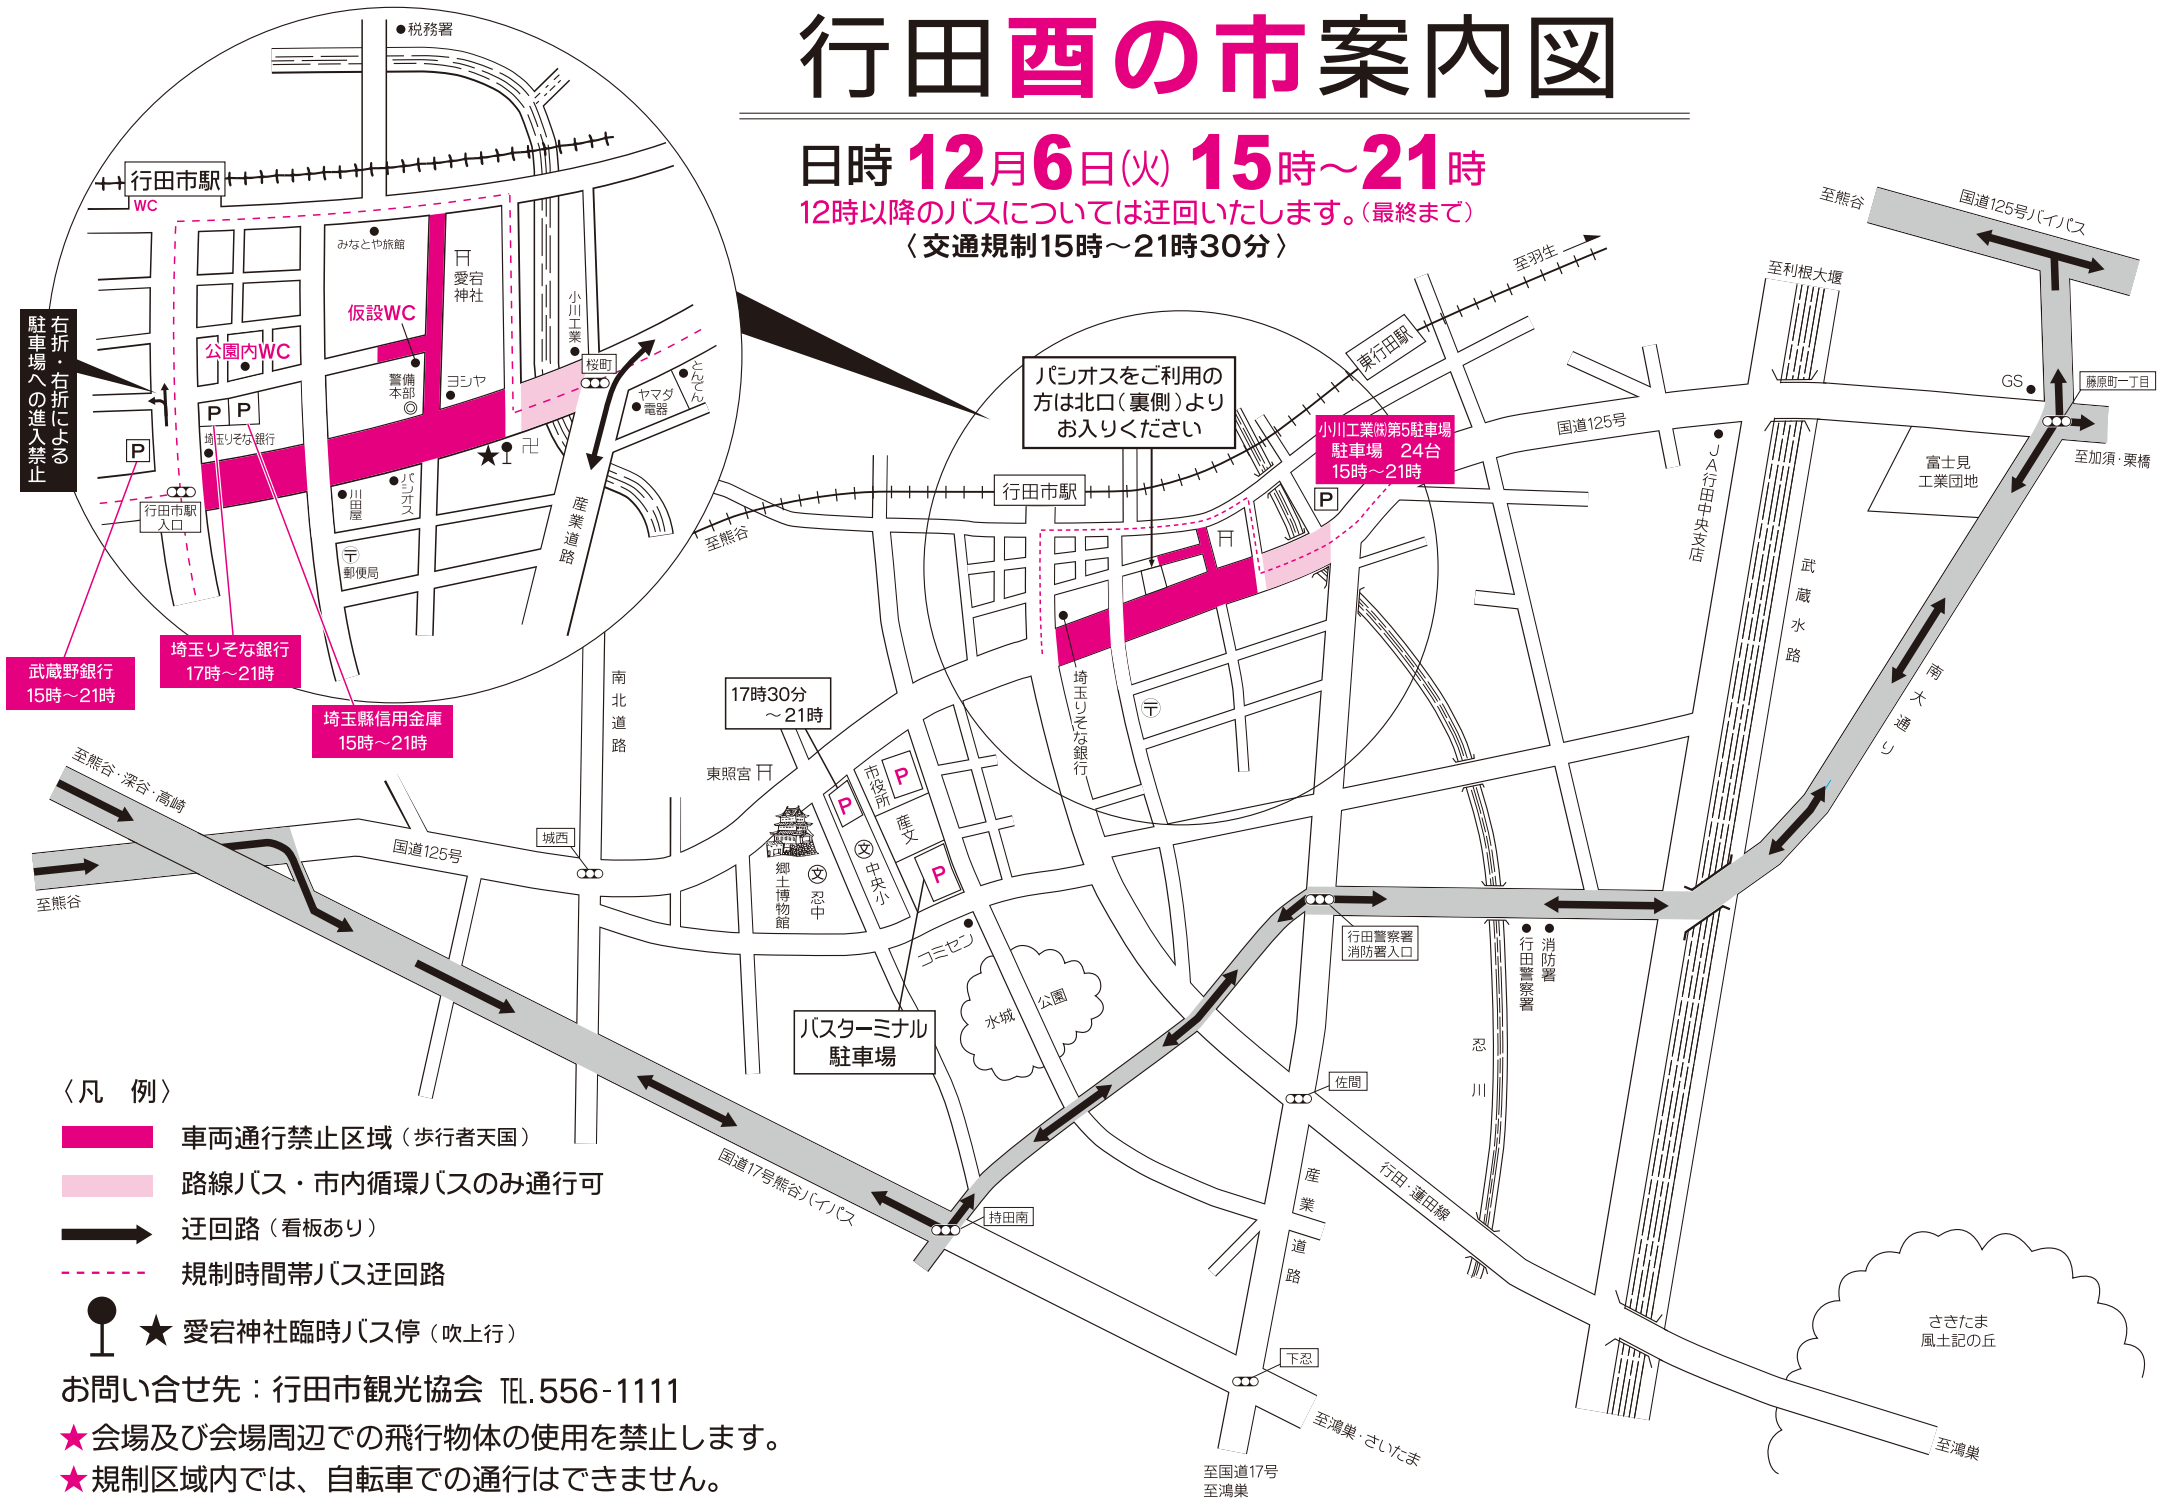 行田酉の市案内図
日時 12月6日(火) 15時〜21時
12時以降のバスについては迂回いたします。(最終まで)
〈交通規制15時〜21時30分〉
税務署
行田市駅
WC
みなとや旅館
愛宕
神社
仮設WC
小川工業
公園内WC
桜町
警備
本部
ヨシヤ
ヤマダ
電器
とんでん
右折・右折による
駐車場への進入禁止
P
P
P
埼玉りそな銀行
卍
行田市駅
入口
川田屋
パシオス
産業道路
〒
郵便局
武蔵野銀行
15時〜21時
埼玉りそな銀行
17時〜21時
埼玉縣信用金庫
15時〜21時
至熊谷
国道125号バイパス
至羽生
至利根大堰
東行田駅
パシオスをご利用の
方は北口(裏側)より
お入りください
小川工業㈱第5駐車場
駐車場 24台
15時〜21時
P
行田市駅
至熊谷
国道125号
GS
藤原町一丁目
至加須・栗橋
富士見
工業団地
JA行田中央支店
武蔵水路
南大通り
埼玉りそな銀行
〒
南北道路
17時30分
〜21時
東照宮
市役所
P
P
産文
P
文
中央小
文
忍中
郷土博物館
城西
国道125号
至熊谷・深谷・高崎
至熊谷
コミセン
水城
公園
バスターミナル
駐車場
行田警察署
消防署入口
行田警察署
消防署
忍川
佐間
行田・蓮田線
産業道路
国道17号熊谷バイパス
持田南
下忍
至鴻巣・さいたま
至国道17号
至鴻巣
さきたま
風土記の丘
至鴻巣
〈凡 例〉
車両通行禁止区域(歩行者天国)
路線バス・市内循環バスのみ通行可
迂回路(看板あり)
規制時間帯バス迂回路
★愛宕神社臨時バス停(吹上行)
お問い合せ先：行田市観光協会 TEL.556-1111
★会場及び会場周辺での飛行物体の使用を禁止します。
★規制区域内では、自転車での通行はできません。